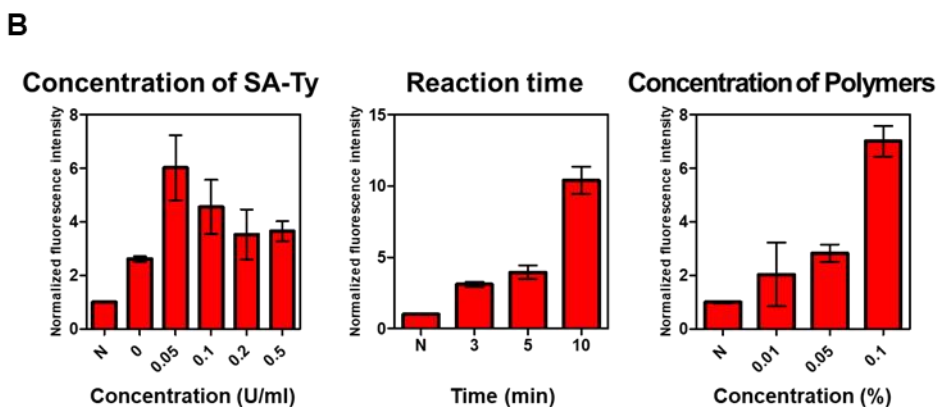 B
Concentration of SA-Ty
Normalized fluorescence intensity
8
6
4
2
0
N 0 0.05 0.1 0.2 0.5
Concentration (U/ml)
Reaction time
Normalized fluorescence intensity
15
10
5
0
N 3 5 10
Time (min)
Concentration of Polymers
Normalized fluorescence intensity
8
6
4
2
0
N 0.01 0.05 0.1
Concentration (%)